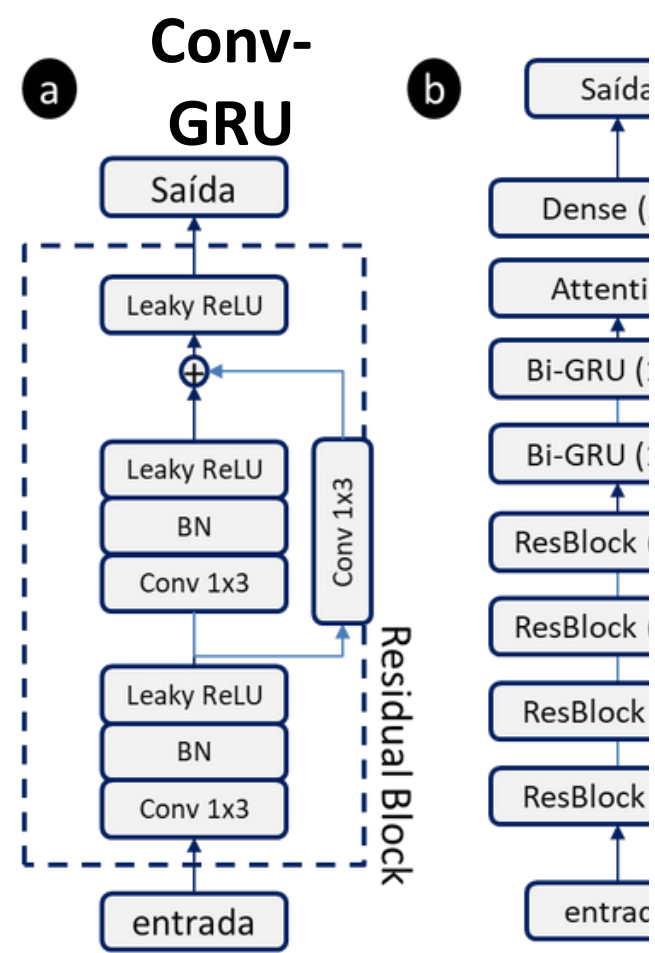 Conv-
GRU
a
Saída
Leaky ReLU
+
Leaky ReLU
BN
Conv 1x3
Conv 1x3
Leaky ReLU
BN
Conv 1x3
Residual Block
entrada
b
Dense (
Bi-GRU (
Bi-GRU (
ResBlock
ResBlock
ResBlock
ResBlock